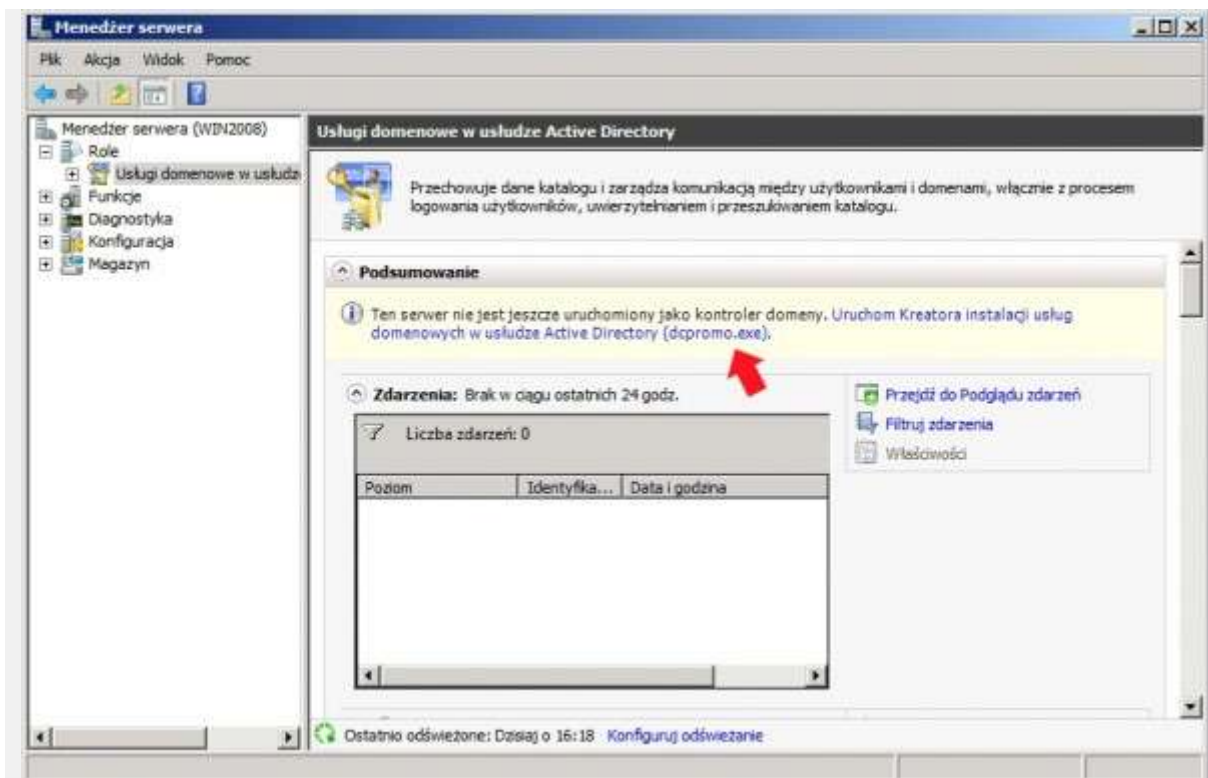 Menedżer serwera
Plik Akcja Widok Pomoc
Menedżer serwera (WIN2008)
Role
Usługi domenowe w usłudz
Funkcje
Diagnostyka
Konfiguracja
Magazyn
Usługi domenowe w usłudze Active Directory
Przechowuje dane katalogu i zarządza komunikacją między użytkownikami i domenami, włącznie z procesem
logowania użytkowników, uwierzytelnianiem i przeszukiwaniem katalogu.
Podsumowanie
Ten serwer nie jest jeszcze uruchomiony jako kontroler domeny. Uruchom Kreatora instalacji usług
domenowych w usłudze Active Directory (dcpromo.exe).
Zdarzenia: Brak w ciągu ostatnich 24 godz.
Liczba zdarzeń: 0
Poziom Identyfika... Data i godzina
Przejdź do Podglądu zdarzeń
Filtruj zdarzenia
Właściwości
Ostatnio odświeżone: Dzisiaj o 16:18 Konfiguruj odświeżanie